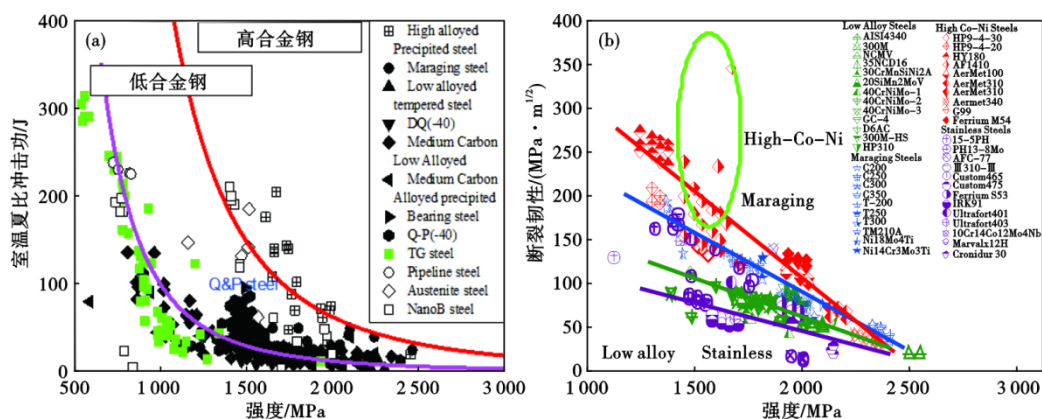 (a)
高合金钢
低合金钢
Q&P steel
室温夏比冲击功/J
400
300
200
100
0
500
1 000
1 500
2 000
2 500
3 000
强度/MPa
High alloyed
Precipited steel
Maraging steel
Low alloyed
tempered steel
DQ(-40)
Medium Carbon
Low Alloyed
Medium Carbon
Alloyed precipited
Bearing steel
Q-P(-40)
TG steel
Pipeline steel
Austenite steel
NanoB steel
(b)
断裂韧性/(MPa·m1/2)
400
350
300
250
200
150
100
50
0
1 000
1 500
2 000
2 500
3 000
强度/MPa
High-Co-Ni
Maraging
Low alloy
Stainless
Low Alloy Steels
AISI4340
300M
NCMV
35NCD16
30CrMnSiNi2A
20SiMn2MoV
40CrNiMo-1
40CrNiMo-2
40CrNiMo-3
GC-4
D6AC
300M-HS
HP310
Maraging Steels
C200
C250
C300
C350
T-200
T250
T300
TM210A
Ni18Mo4Ti
Ni14Cr3Mo3Ti
High Co-Ni Steels
HP9-4-30
HP9-4-20
HY180
AF1410
AerMet100
AerMet310
AerMet310
Aermet340
G99
Ferrium M54
Stainless Steels
15-5PH
PH13-8Mo
AFC-77
Ⅲ310-Ⅲ
Custom465
Custom475
Ferrium S53
IRK91
Ultrafort401
Ultrafort403
10Cr14Co12Mo4Nb
Marvalx12H
Cronidur 30